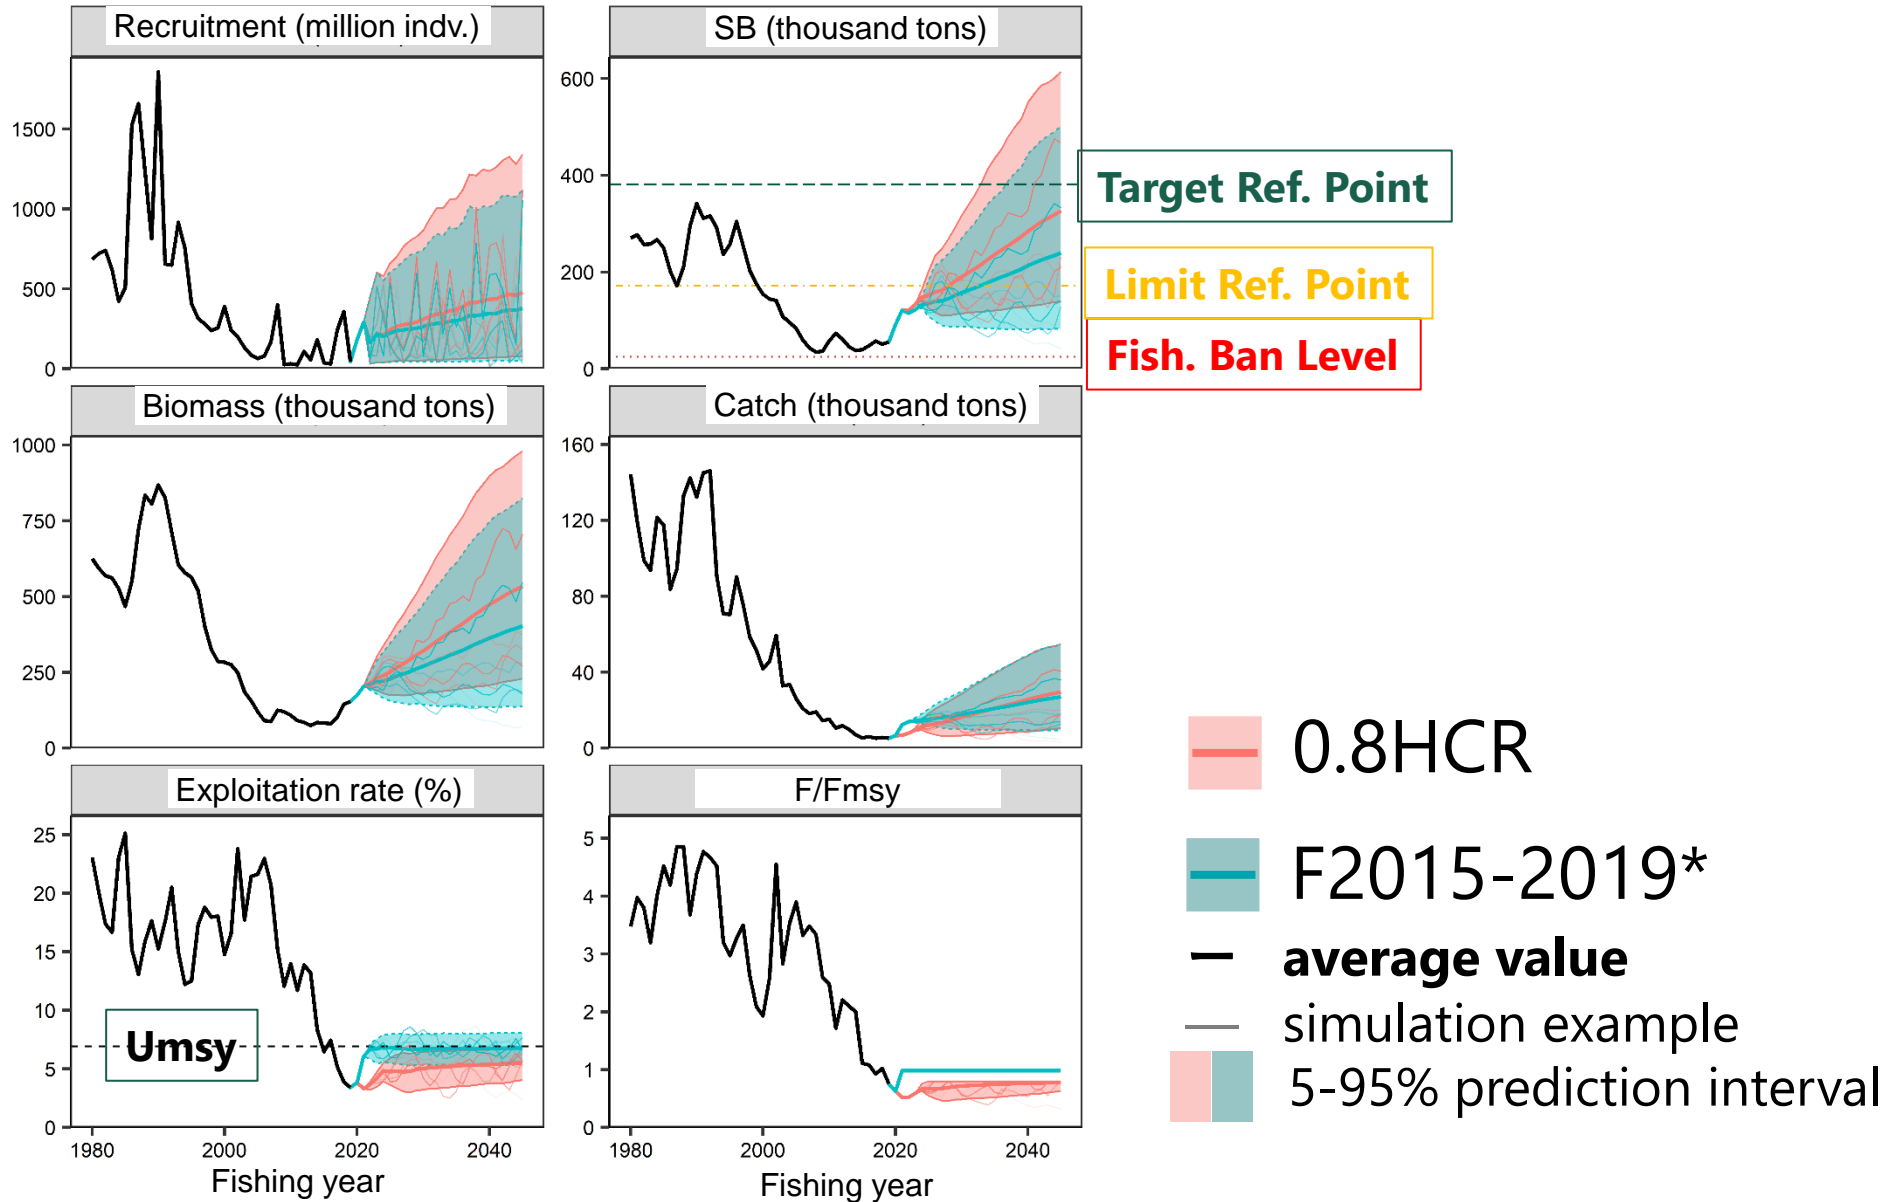 Recruitment (million indv.)
SB (thousand tons)
1500
1000
500
0
600
400
200
0
Target Ref. Point
Limit Ref. Point
Fish. Ban Level
Biomass (thousand tons)
Catch (thousand tons)
1000
750
500
250
0
160
120
80
40
0
Exploitation rate (%)
F/Fmsy
25
20
15
10
5
0
Umsy
5
4
3
2
1
0
1980 2000 2020 2040
Fishing year
1980 2000 2020 2040
Fishing year
0.8HCR
F2015-2019*
average value
simulation example
5-95% prediction interval